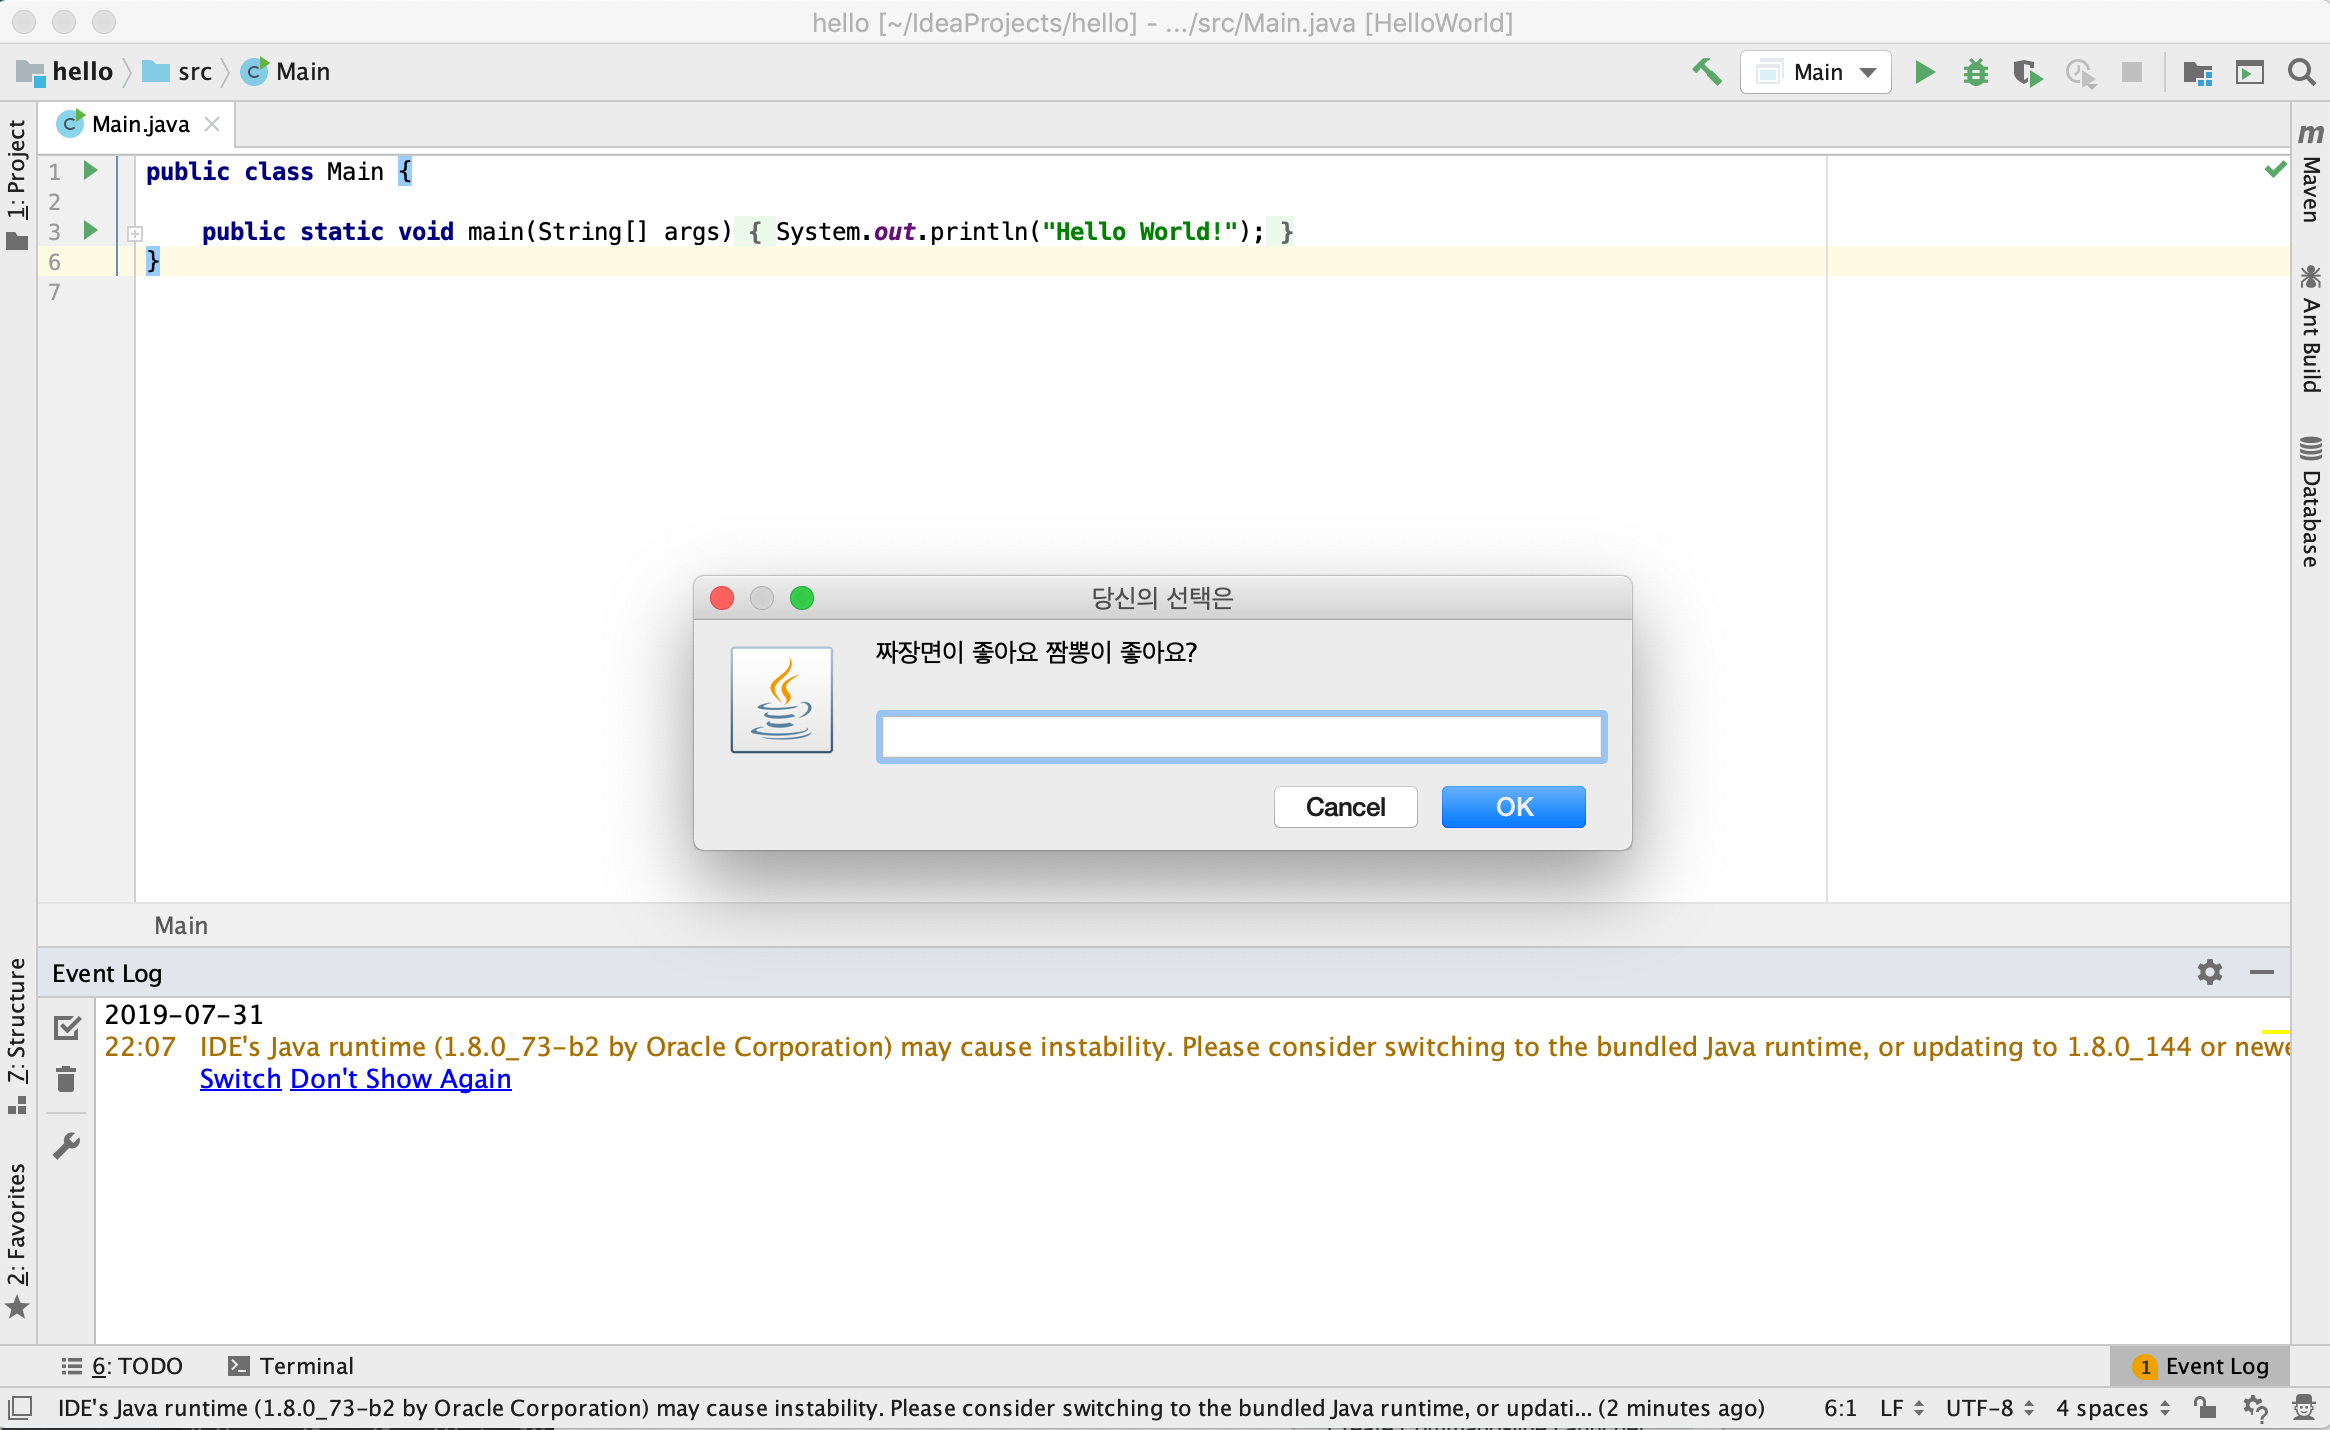 hello [~/IdeaProjects/hello] - .../src/Main.java [HelloWorld]
hello
src
Main
Main
Main.java
1: Project
Maven
Ant Build
Database
1 public class Main {
2
3 public static void main(String[] args) { System.out.println("Hello World!"); }
6 }
7
당신의 선택은
짜장면이 좋아요 짬뽕이 좋아요?
Cancel
OK
Main
Event Log
2019-07-31
22:07 IDE's Java runtime (1.8.0_73-b2 by Oracle Corporation) may cause instability. Please consider switching to the bundled Java runtime, or updating to 1.8.0_144 or newe
Switch Don't Show Again
7: Structure
2: Favorites
6: TODO
Terminal
1 Event Log
IDE's Java runtime (1.8.0_73-b2 by Oracle Corporation) may cause instability. Please consider switching to the bundled Java runtime, or updati... (2 minutes ago)
6:1
LF
UTF-8
4 spaces